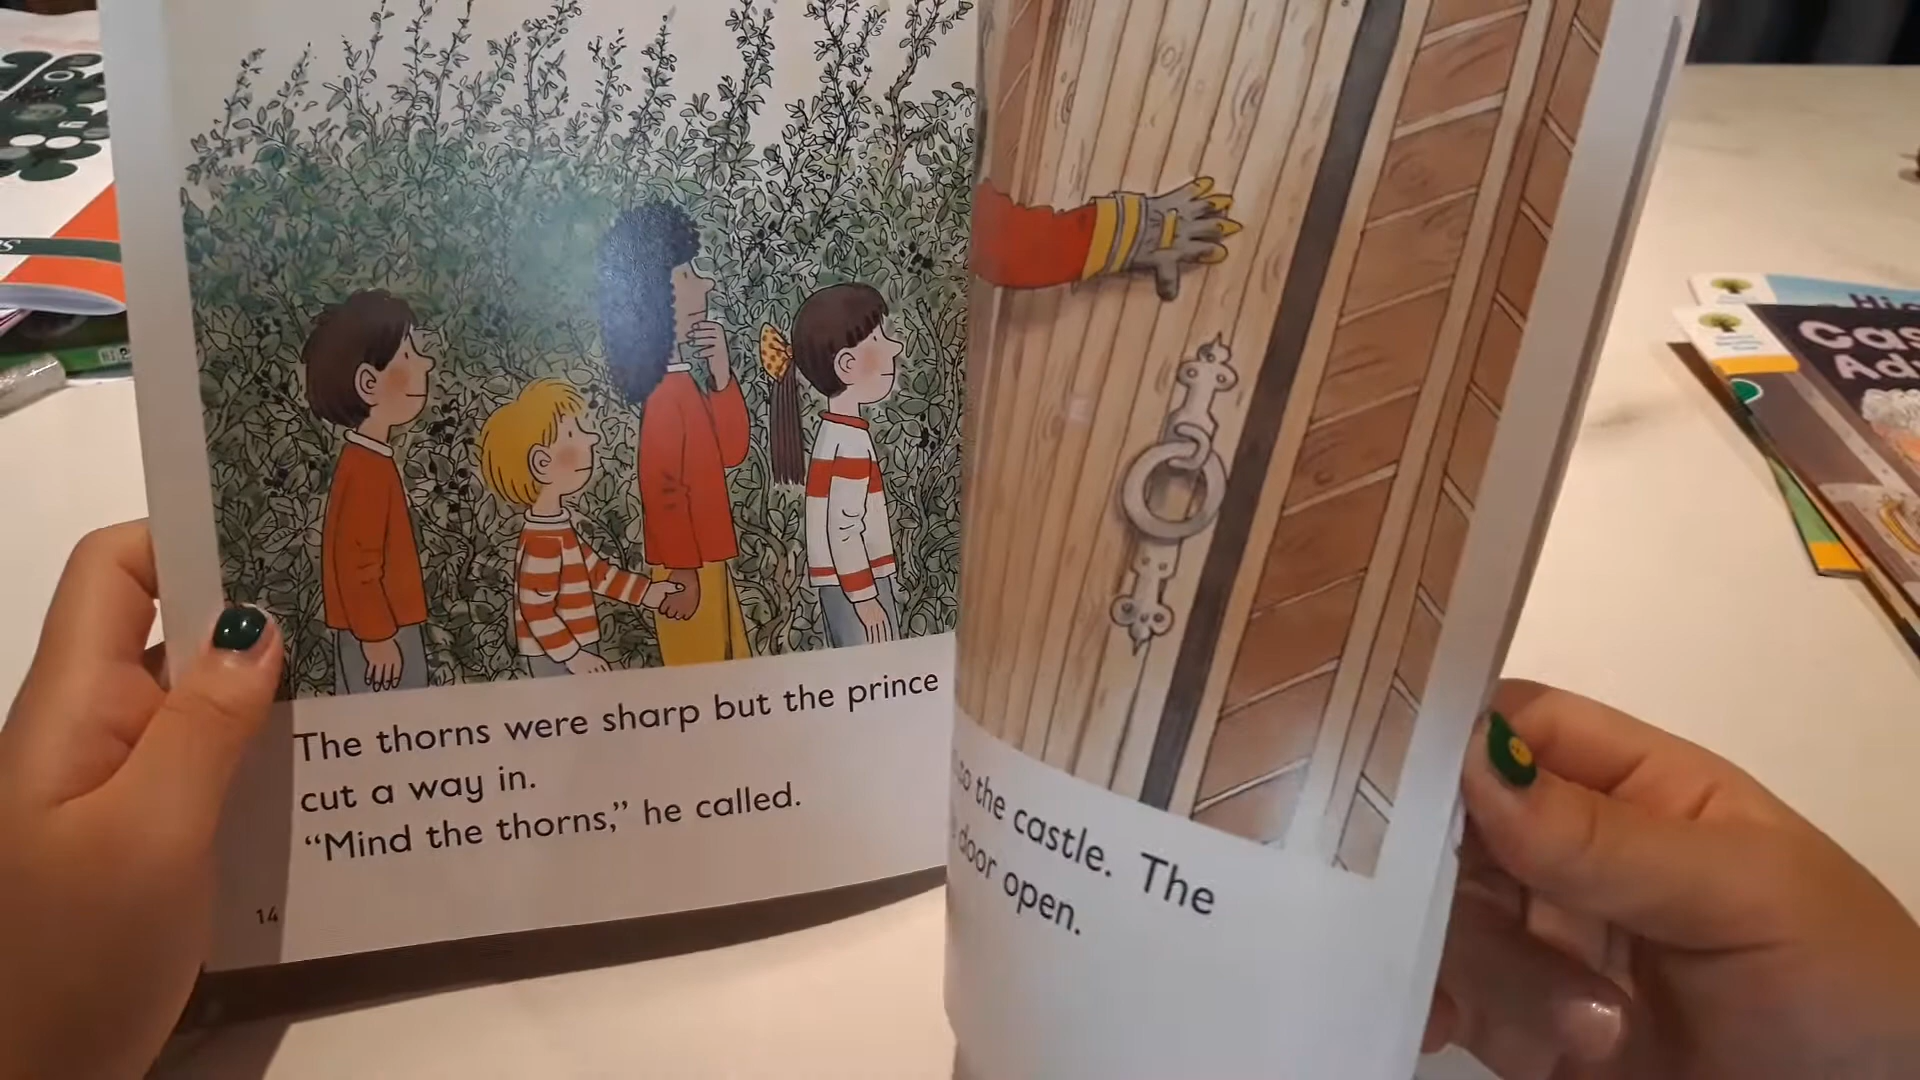 The thorns were sharp but the prince
cut a way in.
“Mind the thorns,” he called.
14
to the castle. The
door open.